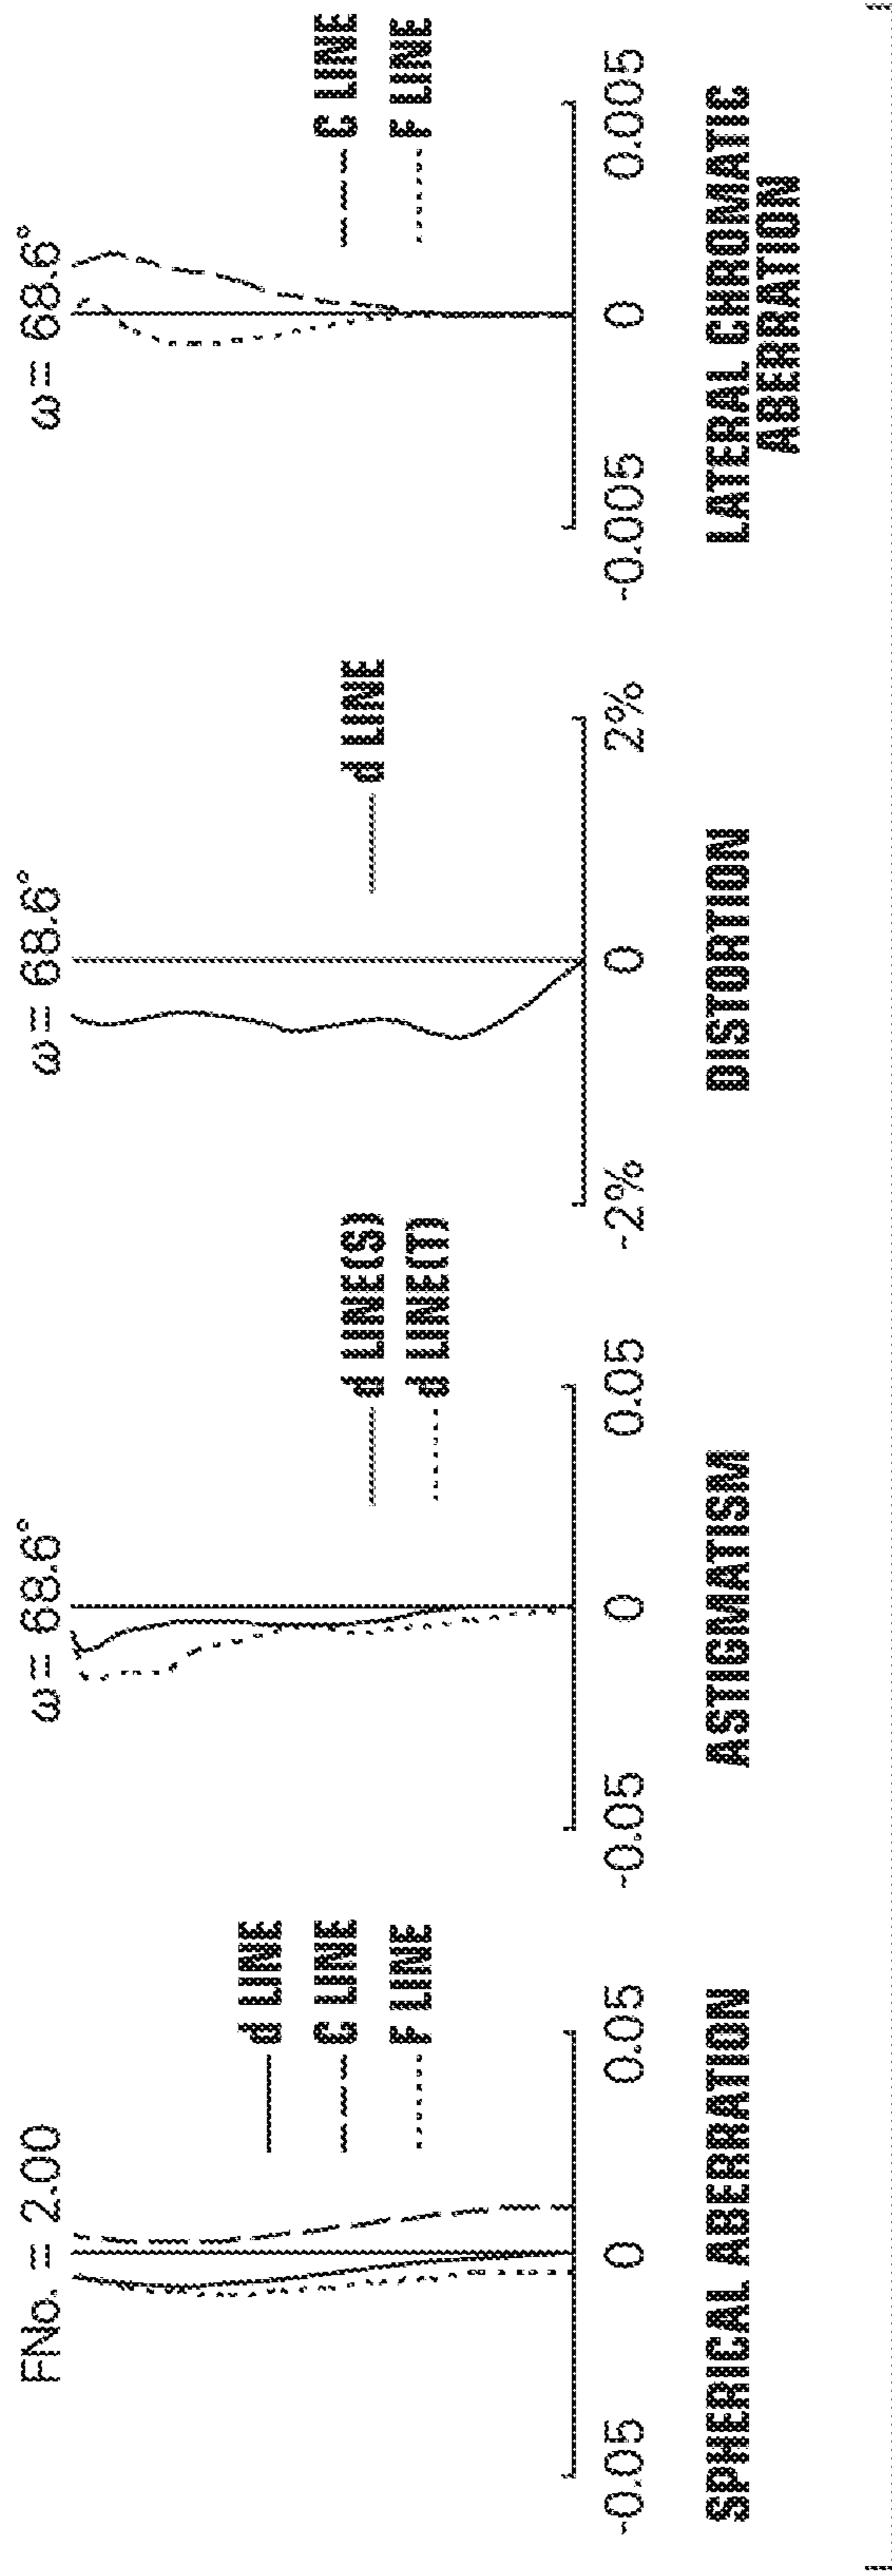 FNo. = 2.00
d LINE
C LINE
F LINE
-0.05
0
0.05
SPHERICAL ABERRATION
ω= 68.6°
d LINE(S)
d LINE(T)
-0.05
0
0.05
ASTIGMATISM
ω= 68.6°
d LINE
-2%
0
2%
DISTORTION
ω= 68.6°
C LINE
F LINE
-0.005
0
0.005
LATERAL CHROMATIC
ABERRATION